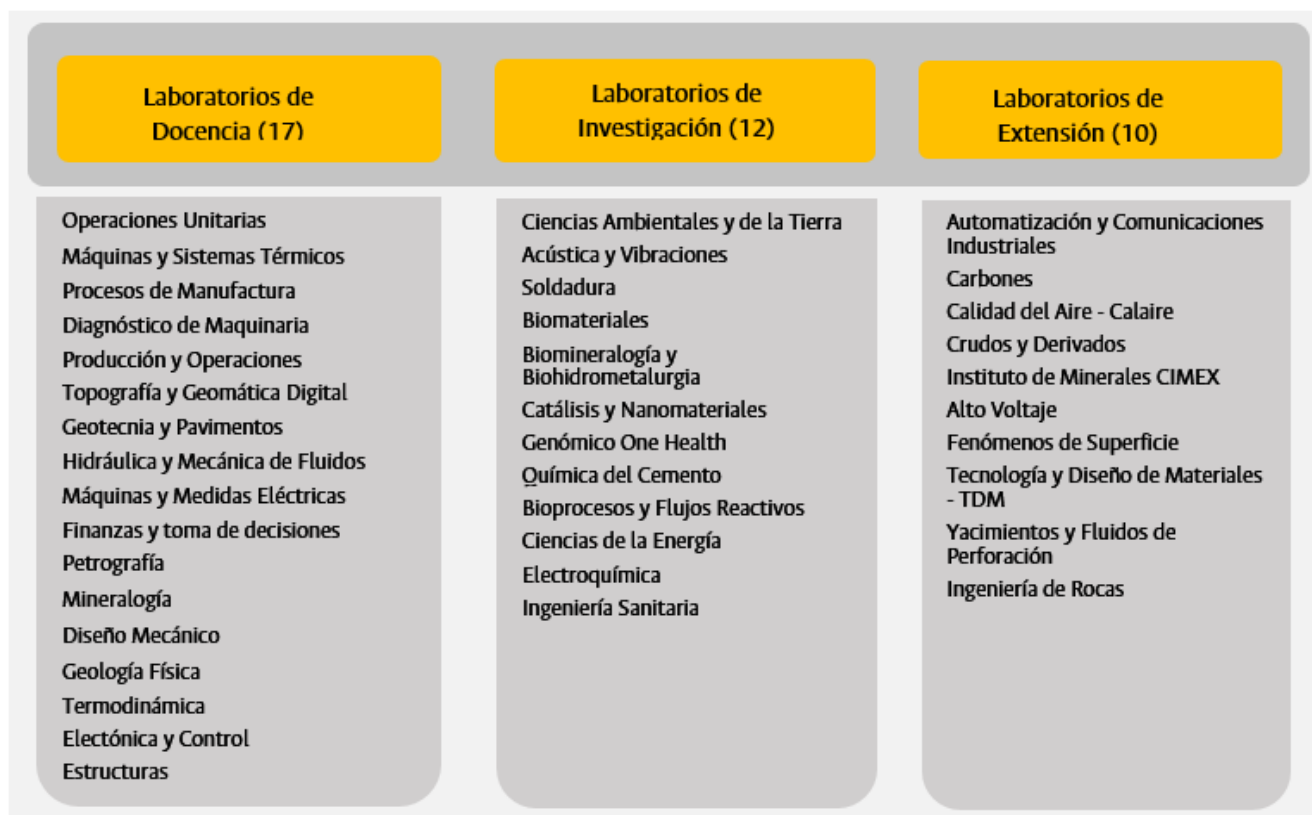 Laboratorios de
Docencia (17)
Operaciones Unitarias
Máquinas y Sistemas Térmicos
Procesos de Manufactura
Diagnóstico de Maquinaria
Producción y Operaciones
Topografía y Geomática Digital
Geotecnia y Pavimentos
Hidráulica y Mecánica de Fluidos
Máquinas y Medidas Eléctricas
Finanzas y toma de decisiones
Petrografía
Mineralogía
Diseño Mecánico
Geología Física
Termodinámica
Electónica y Control
Estructuras
Laboratorios de
Investigación (12)
Ciencias Ambientales y de la Tierra
Acústica y Vibraciones
Soldadura
Biomateriales
Biomineralogía y
Biohidrometalurgia
Catálisis y Nanomateriales
Genómico One Health
Química del Cemento
Bioprocesos y Flujos Reactivos
Ciencias de la Energía
Electroquímica
Ingeniería Sanitaria
Laboratorios de
Extensión (10)
Automatización y Comunicaciones
Industriales
Carbones
Calidad del Aire - Calaire
Crudos y Derivados
Instituto de Minerales CIMEX
Alto Voltaje
Fenómenos de Superficie
Tecnología y Diseño de Materiales
- TDM
Yacimientos y Fluidos de
Perforación
Ingeniería de Rocas